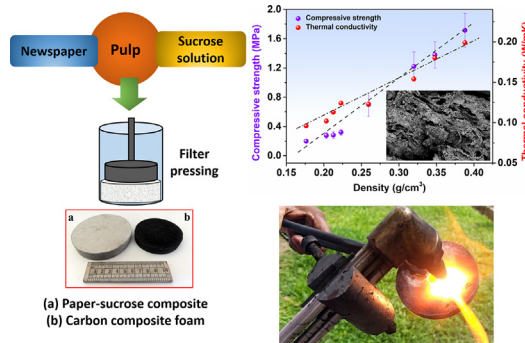 Newspaper
Pulp
Sucrose
solution
Filter
pressing
a
b
(a) Paper-sucrose composite
(b) Carbon composite foam
Compressive strength (MPa)
2.0
1.6
1.2
0.8
0.4
0.0
Compressive strength
Thermal conductivity
0.20
0.15
0.10
0.05
0.15
0.20
0.25
0.30
0.35
0.40
Density (g/cm³)